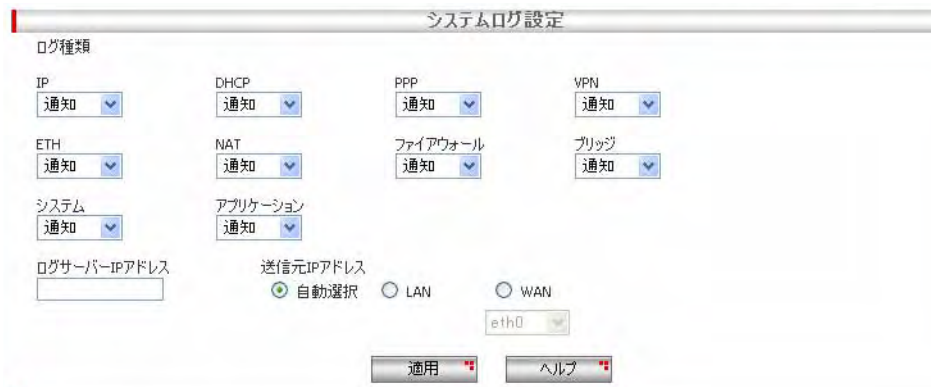 システムログ設定
ログ種類
IP DHCP PPP VPN
通知 通知 通知 通知
ETH NAT ファイアウォール ブリッジ
通知 通知 通知 通知
システム アプリケーション
通知 通知
ログサーバーIPアドレス 送信元IPアドレス
自動選択 LAN WAN
eth0
適用 ヘルプ